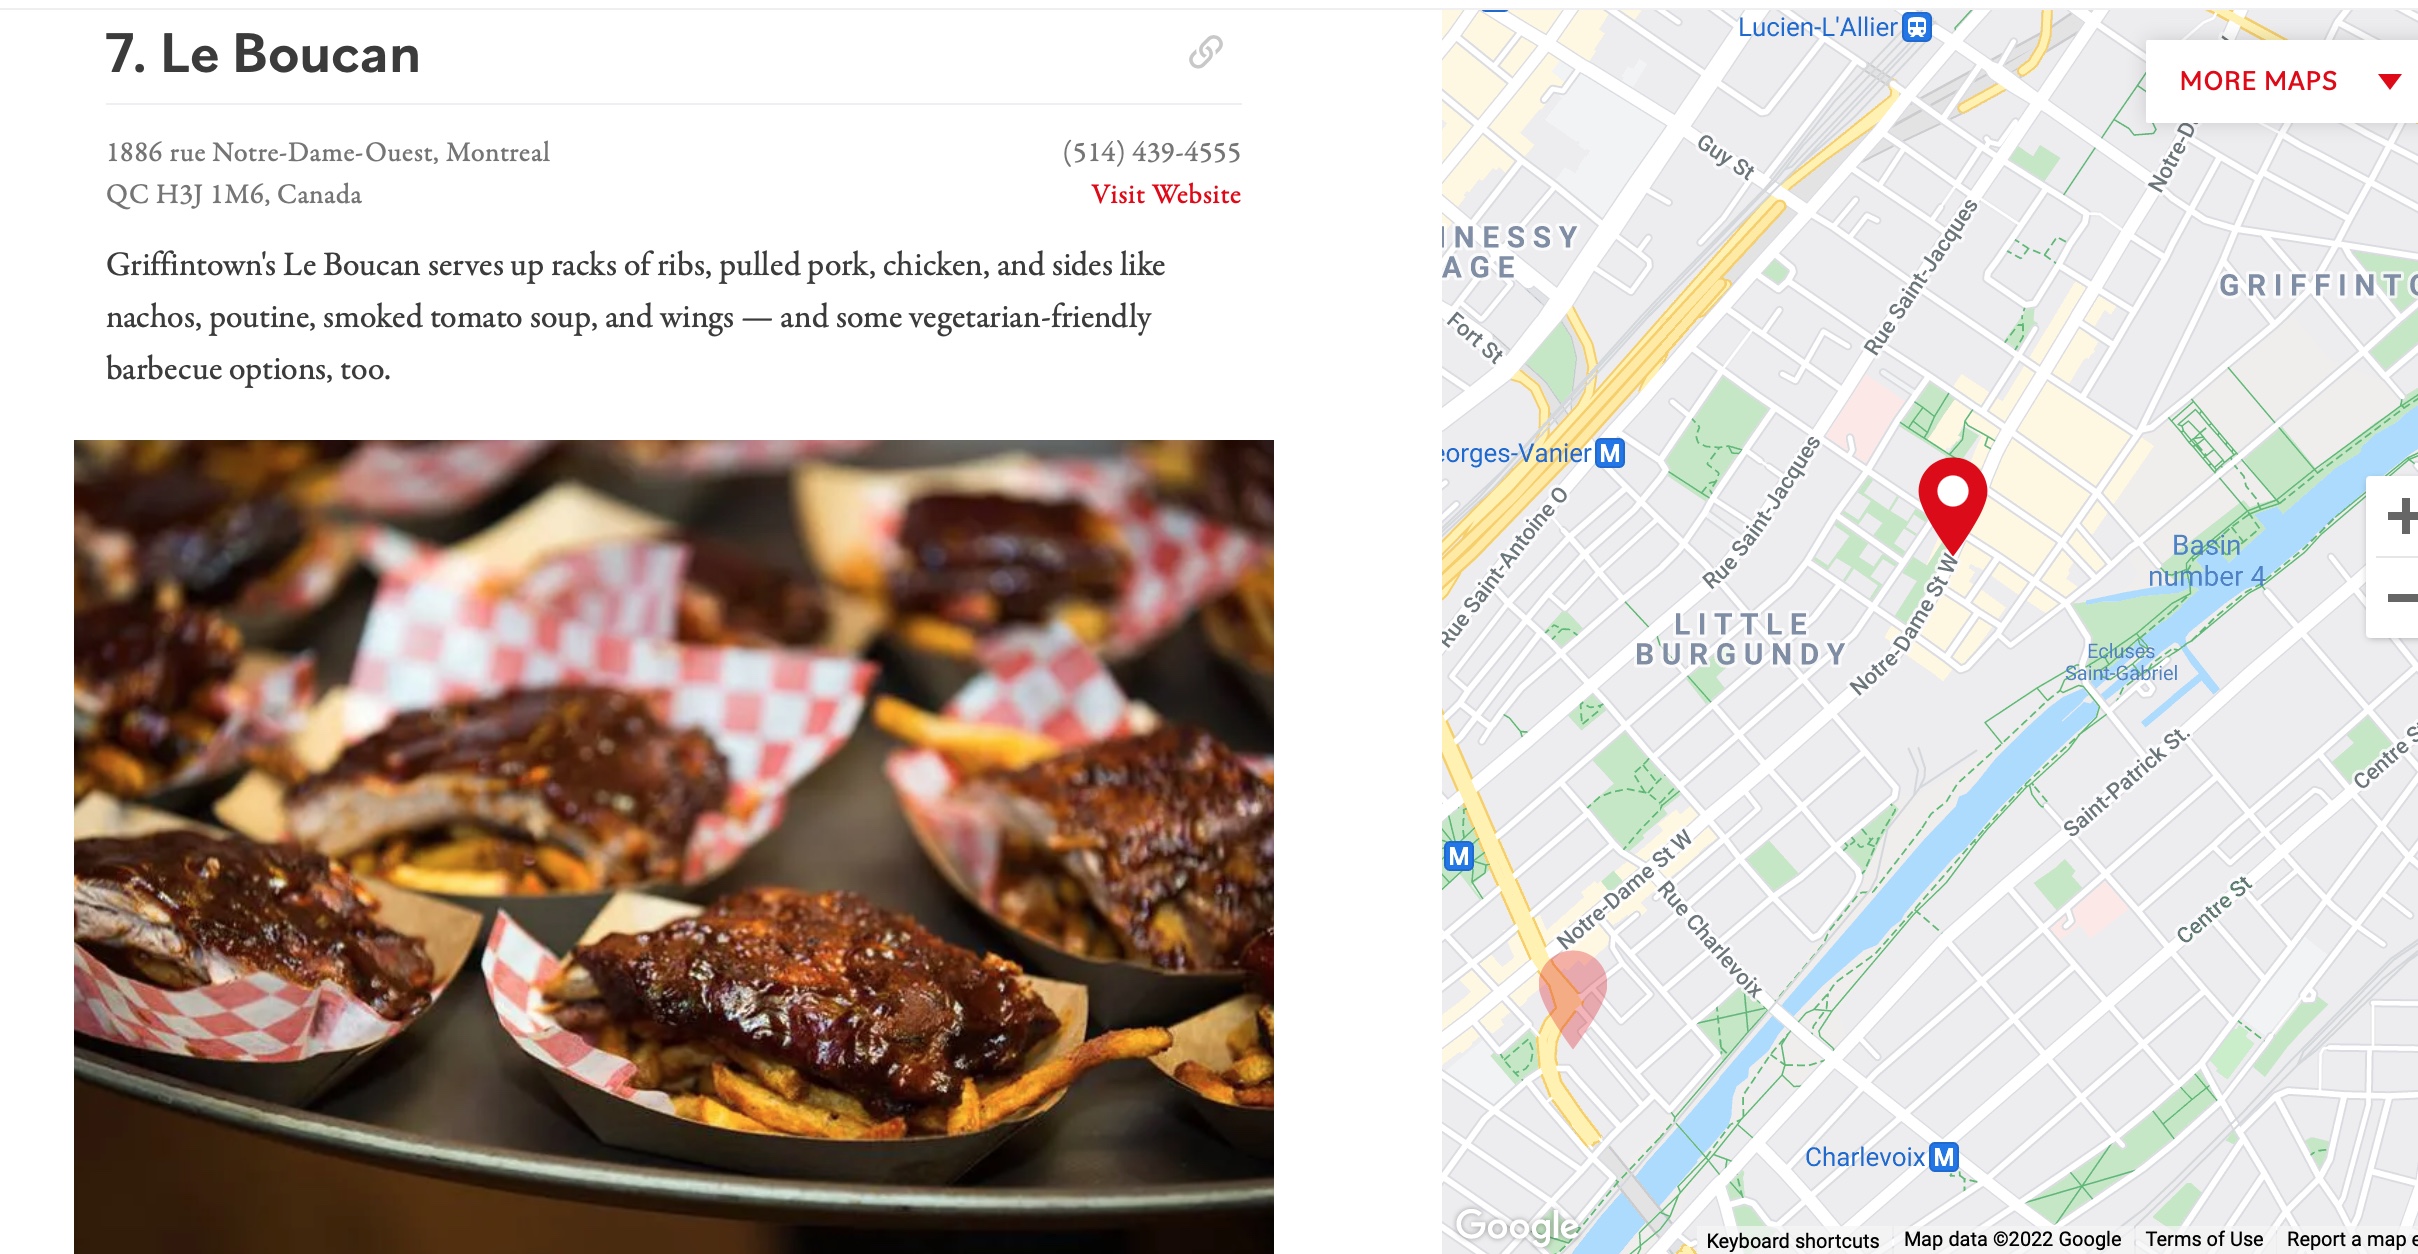 7. Le Boucan
1886 rue Notre-Dame-Ouest, Montreal
QC H3J 1M6, Canada
(514) 439-4555
Visit Website
Griffintown's Le Boucan serves up racks of ribs, pulled pork, chicken, and sides like
nachos, poutine, smoked tomato soup, and wings — and some vegetarian-friendly
barbecue options, too.
Lucien-L'Allier
MORE MAPS
Guy St
Notre-D
Rue Saint-Jacques
NESSY
AGE
GRIFFINT
Fort St
eorges-Vanier M
Rue Saint-Jacques
Rue Saint-Antoine O
Basin
number 4
LITTLE
BURGUNDY
Notre-Dame St W
Ecluses
Saint-Gabriel
Saint-Patrick St.
Centre S
M
Notre-Dame St W
Rue Charlevoix
Centre St
Charlevoix M
Google
Keyboard shortcuts
Map data ©2022 Google
Terms of Use
Report a map e